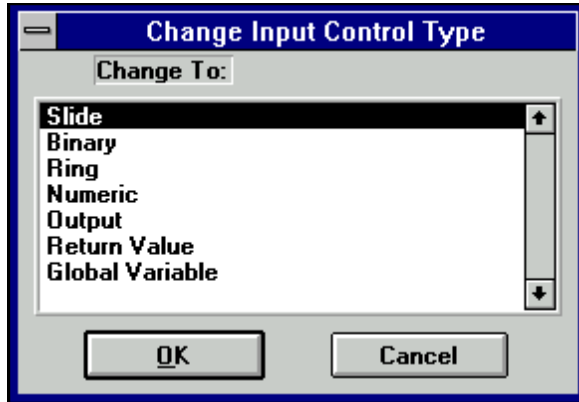 Change Input Control Type
Change To:
Slide
Binary
Ring
Numeric
Output
Return Value
Global Variable
OK Cancel